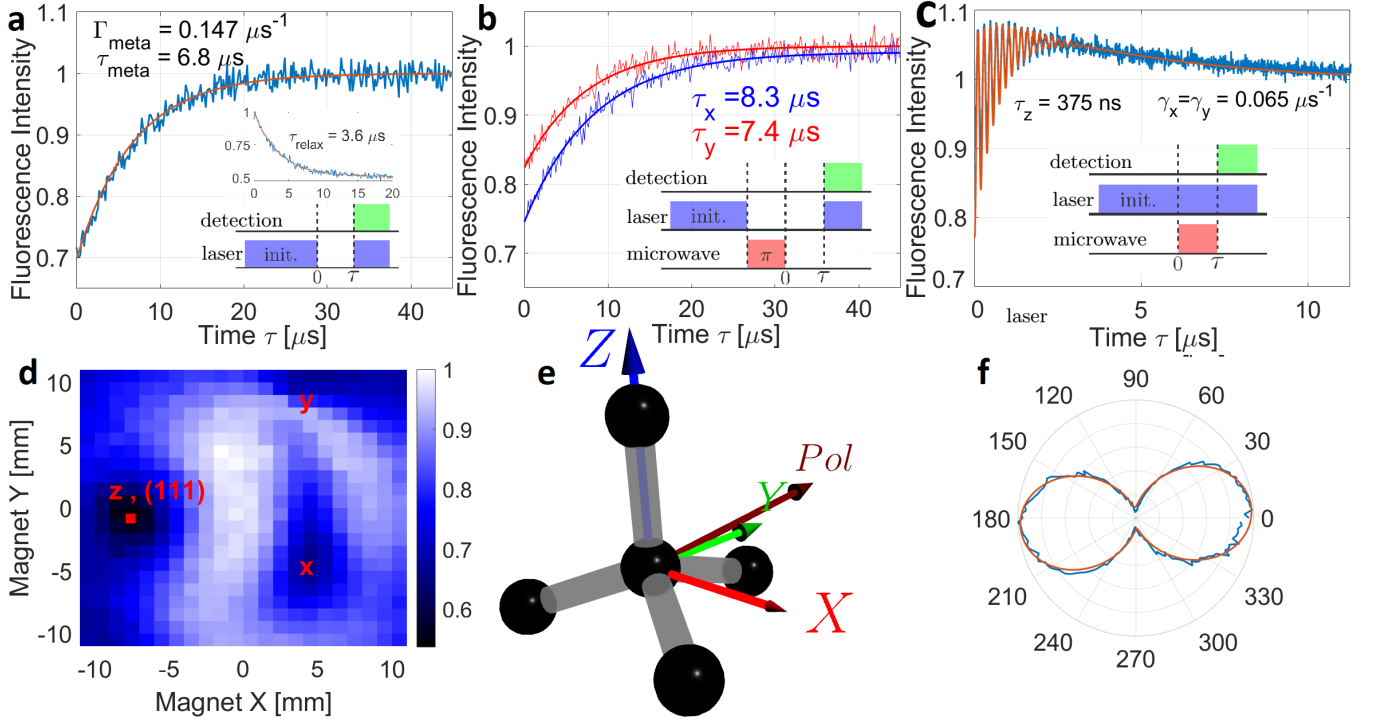 a
Γmeta = 0.147 μs⁻¹
τmeta = 6.8 μs
Fluorescence Intensity
1.1
1
0.9
0.8
0.7
τrelax = 3.6 μs
1
0.75
0.5
0 5 10 15 20
detection
laser init.
0 τ
0 10 20 30 40
Time τ [μs]
b
Fluorescence Intensity
1
0.9
0.8
0.7
τx =8.3 μs
τy =7.4 μs
detection
laser init.
microwave π
0 τ
0 10 20 30 40
Time τ [μs]
c
Fluorescence Intensity
1.1
1
0.9
0.8
0.7
τz = 375 ns γx=γy = 0.065 μs⁻¹
detection
laser init.
microwave
0 τ
0 5 10
laser
Time τ [μs]
d
Magnet Y [mm]
10
5
0
-5
-10
y
z , (111)
x
-10 -5 0 5 10
Magnet X [mm]
1
0.9
0.8
0.7
0.6
e
Z
Pol
Y
X
f
90
120 60
150 30
180 0
210 330
240 300
270